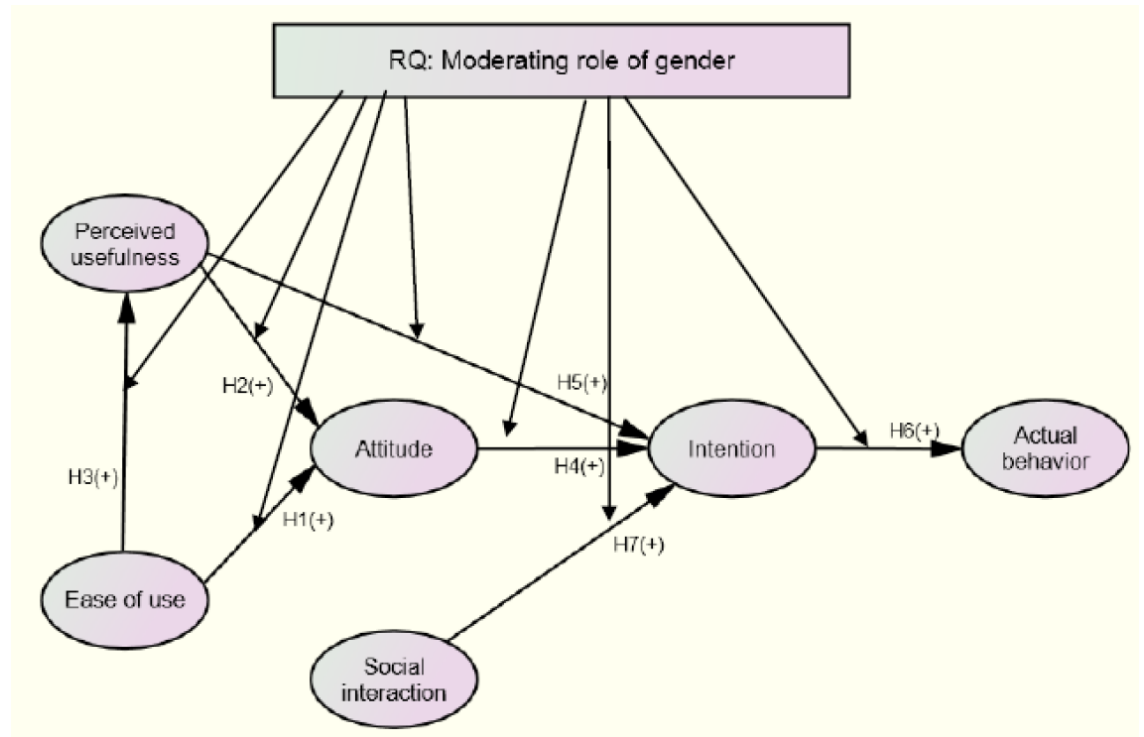 RQ: Moderating role of gender
Perceived
usefulness
H2(+)
H5(+)
Attitude
Intention
H6(+)
Actual
behavior
H4(+)
H3(+)
H1(+)
H7(+)
Ease of use
Social
interaction